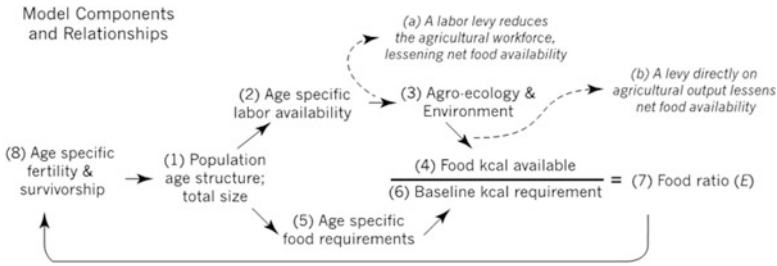 Model Components
and Relationships
(a) A labor levy reduces
the agricultural workforce,
lessening net food availability
(b) A levy directly on
agricultural output lessens
net food availability
(2) Age specific
labor availability
(3) Agro-ecology &
Environment
(8) Age specific
fertility &
survivorship
(1) Population
age structure;
total size
(4) Food kcal available
(6) Baseline kcal requirement
= (7) Food ratio (E)
(5) Age specific
food requirements